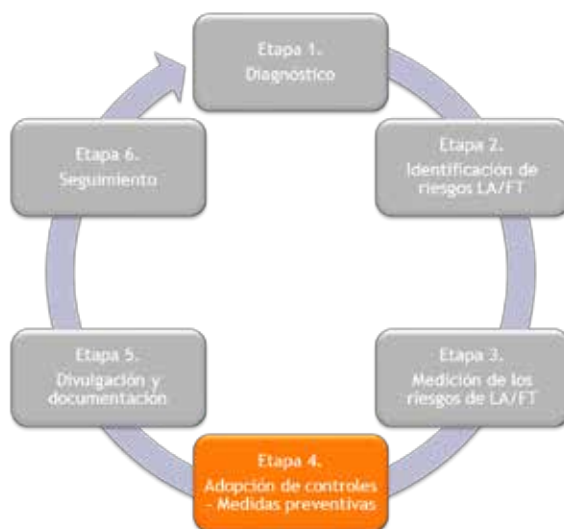 Etapa 1.
Diagnóstico
Etapa 2.
Identificación de
riesgos LA/FT
Etapa 3.
Medición de los
riesgos de LA/FT
Etapa 4.
Adopción de controles
- Medidas preventivas
Etapa 5.
Divulgación y
documentación
Etapa 6.
Seguimiento